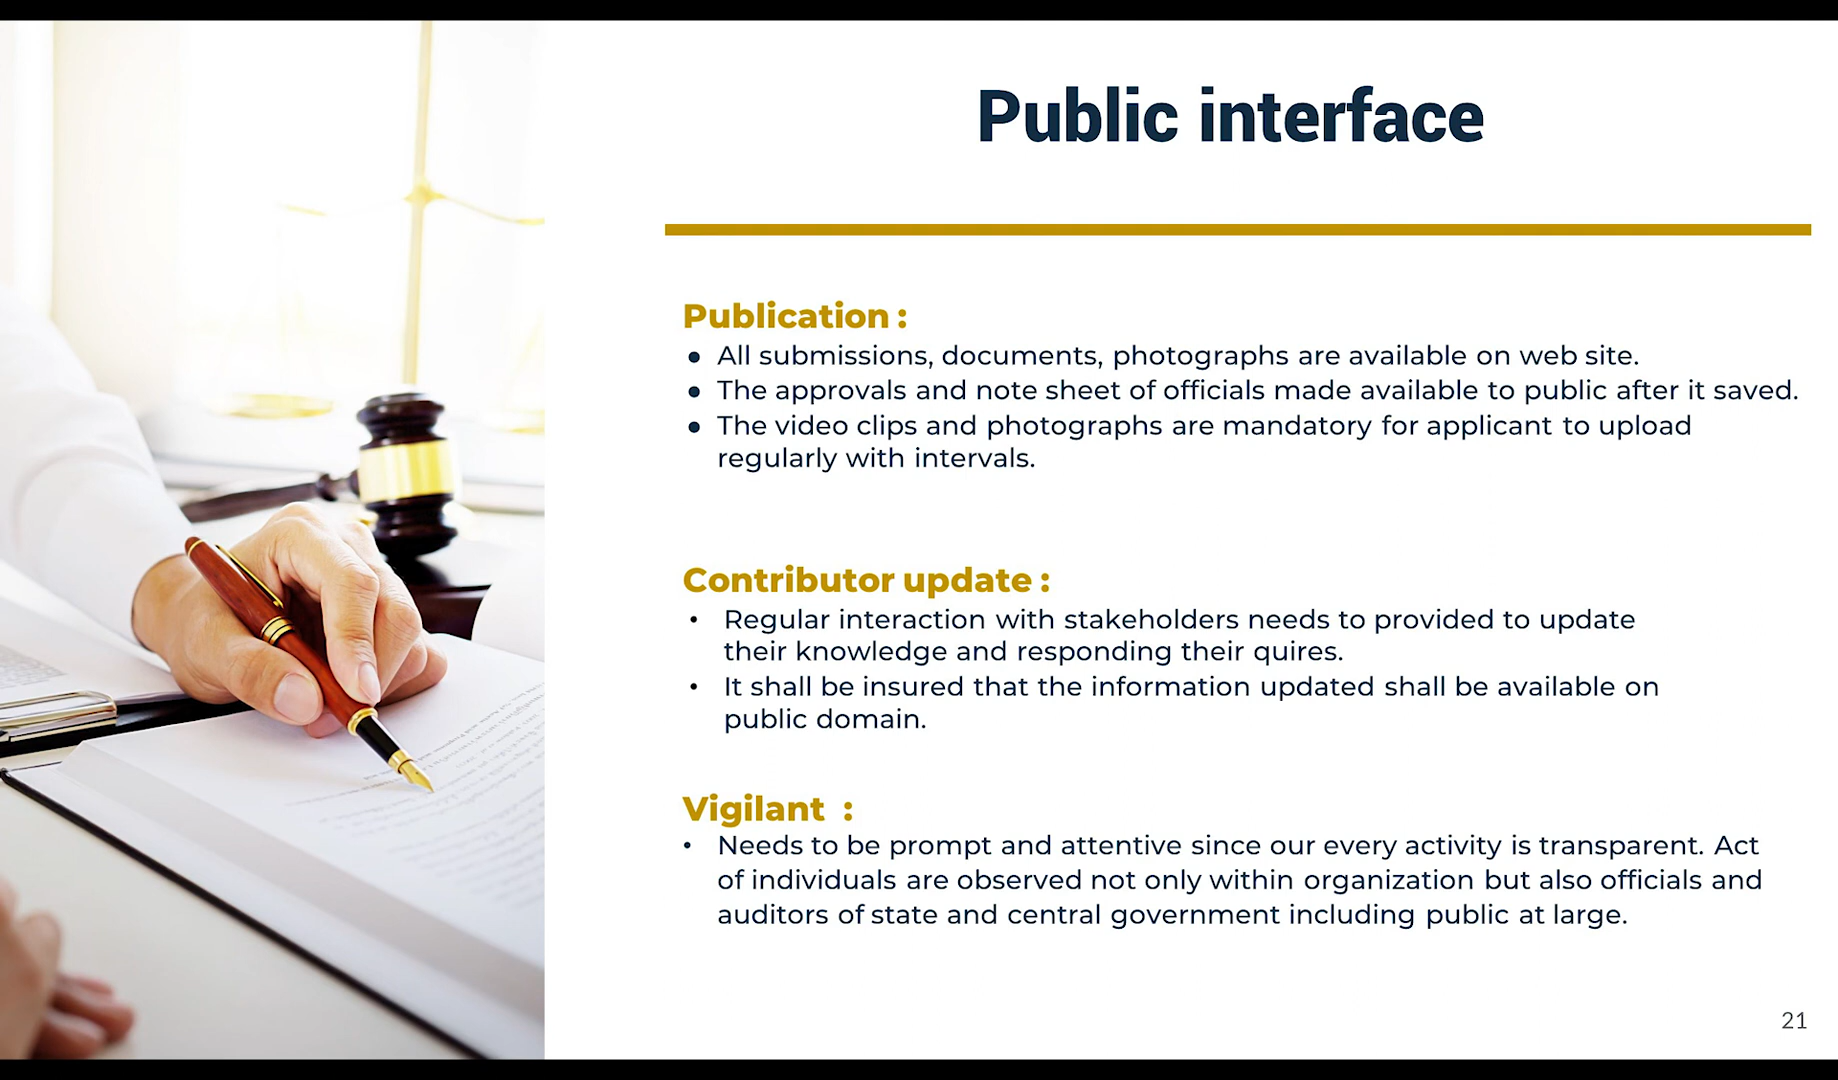 Public interface
Publication :
● All submissions, documents, photographs are available on web site.
● The approvals and note sheet of officials made available to public after it saved.
● The video clips and photographs are mandatory for applicant to upload
regularly with intervals.
Contributor update :
• Regular interaction with stakeholders needs to provided to update
their knowledge and responding their quires.
• It shall be insured that the information updated shall be available on
public domain.
Vigilant :
• Needs to be prompt and attentive since our every activity is transparent. Act
of individuals are observed not only within organization but also officials and
auditors of state and central government including public at large.
21